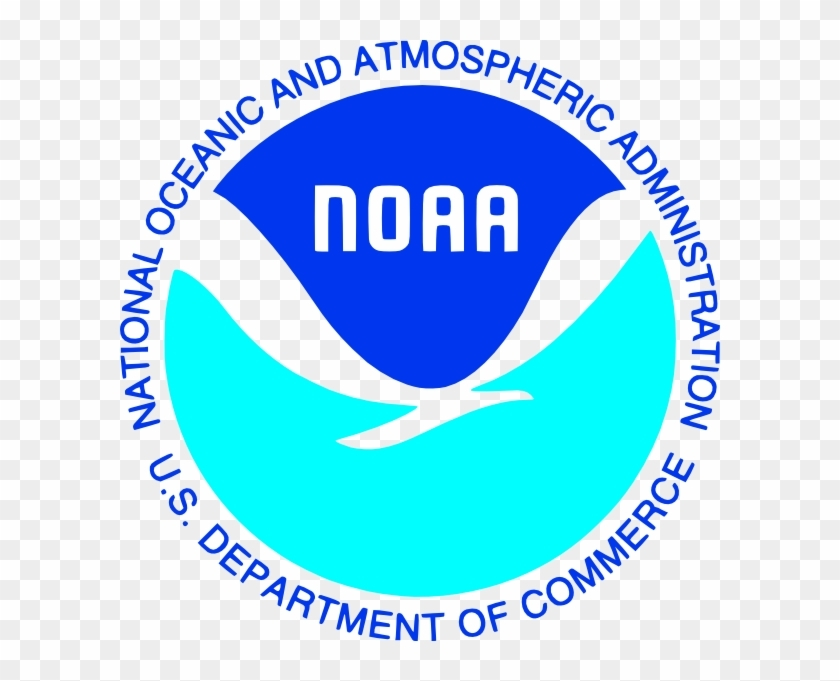 NATIONAL OCEANIC AND ATMOSPHERIC ADMINISTRATION
NOAA
U.S. DEPARTMENT OF COMMERCE